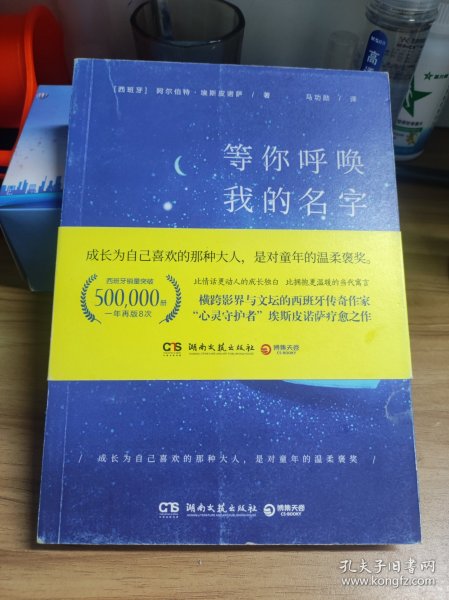 [西班牙] 阿尔伯特·埃斯皮诺萨 / 著 马功勋 / 译
等你呼唤
我的名字
成长为自己喜欢的那种大人，是对童年的温柔褒奖。
西班牙销量突破
500,000册
一年再版8次
比情话更动人的成长独白 比拥抱更温暖的当代寓言
横跨影界与文坛的西班牙传奇作家
“心灵守护者”埃斯皮诺萨疗愈之作
湖南文艺出版社
博集天卷
CS-BOOKY
/ 成长为自己喜欢的那种大人，是对童年的温柔褒奖 /
湖南文艺出版社
博集天卷
CS-BOOKY
孔夫子旧书网
www.kongfz.com